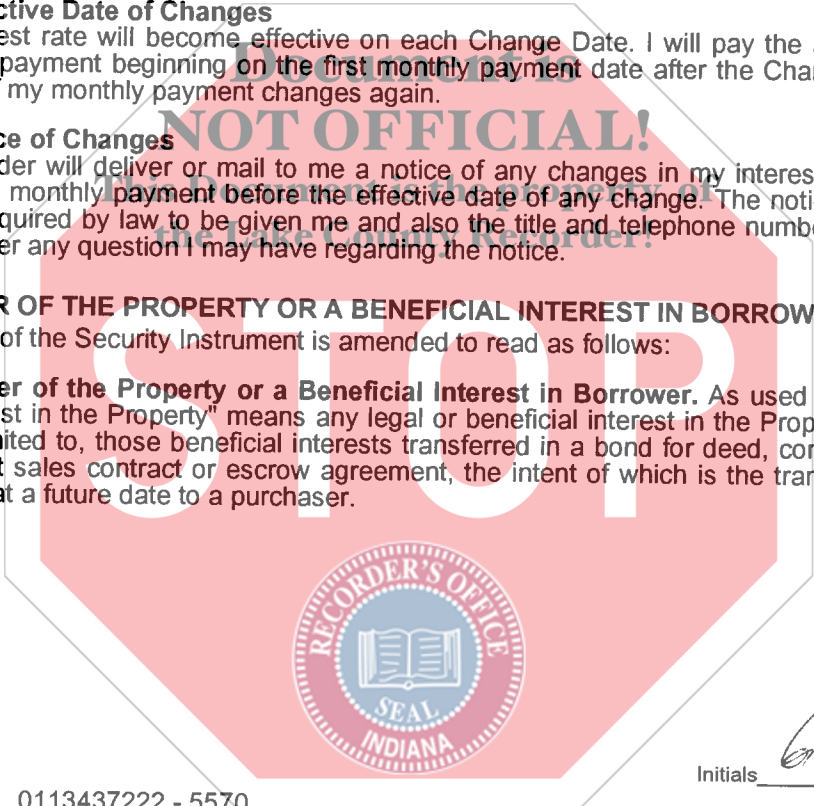 ctive Date of Changes
est rate will become effective on each Change Date. I will pay the
payment beginning on the first monthly payment date after the Chan
my monthly payment changes again.
Document is
NOT OFFICIAL!
This Document is the property of
the Lake County Recorder!
ce of Changes
der will deliver or mail to me a notice of any changes in my interes
monthly payment before the effective date of any change. The noti
quired by law to be given me and also the title and telephone numbe
er any question I may have regarding the notice.
R OF THE PROPERTY OR A BENEFICIAL INTEREST IN BORROW
of the Security Instrument is amended to read as follows:
er of the Property or a Beneficial Interest in Borrower. As used
st in the Property" means any legal or beneficial interest in the Prop
ited to, those beneficial interests transferred in a bond for deed, con
t sales contract or escrow agreement, the intent of which is the tran
at a future date to a purchaser.
STOP
RECORDER'S OFFICE
SEAL
INDIANA
Initials
0113437222 - 5570